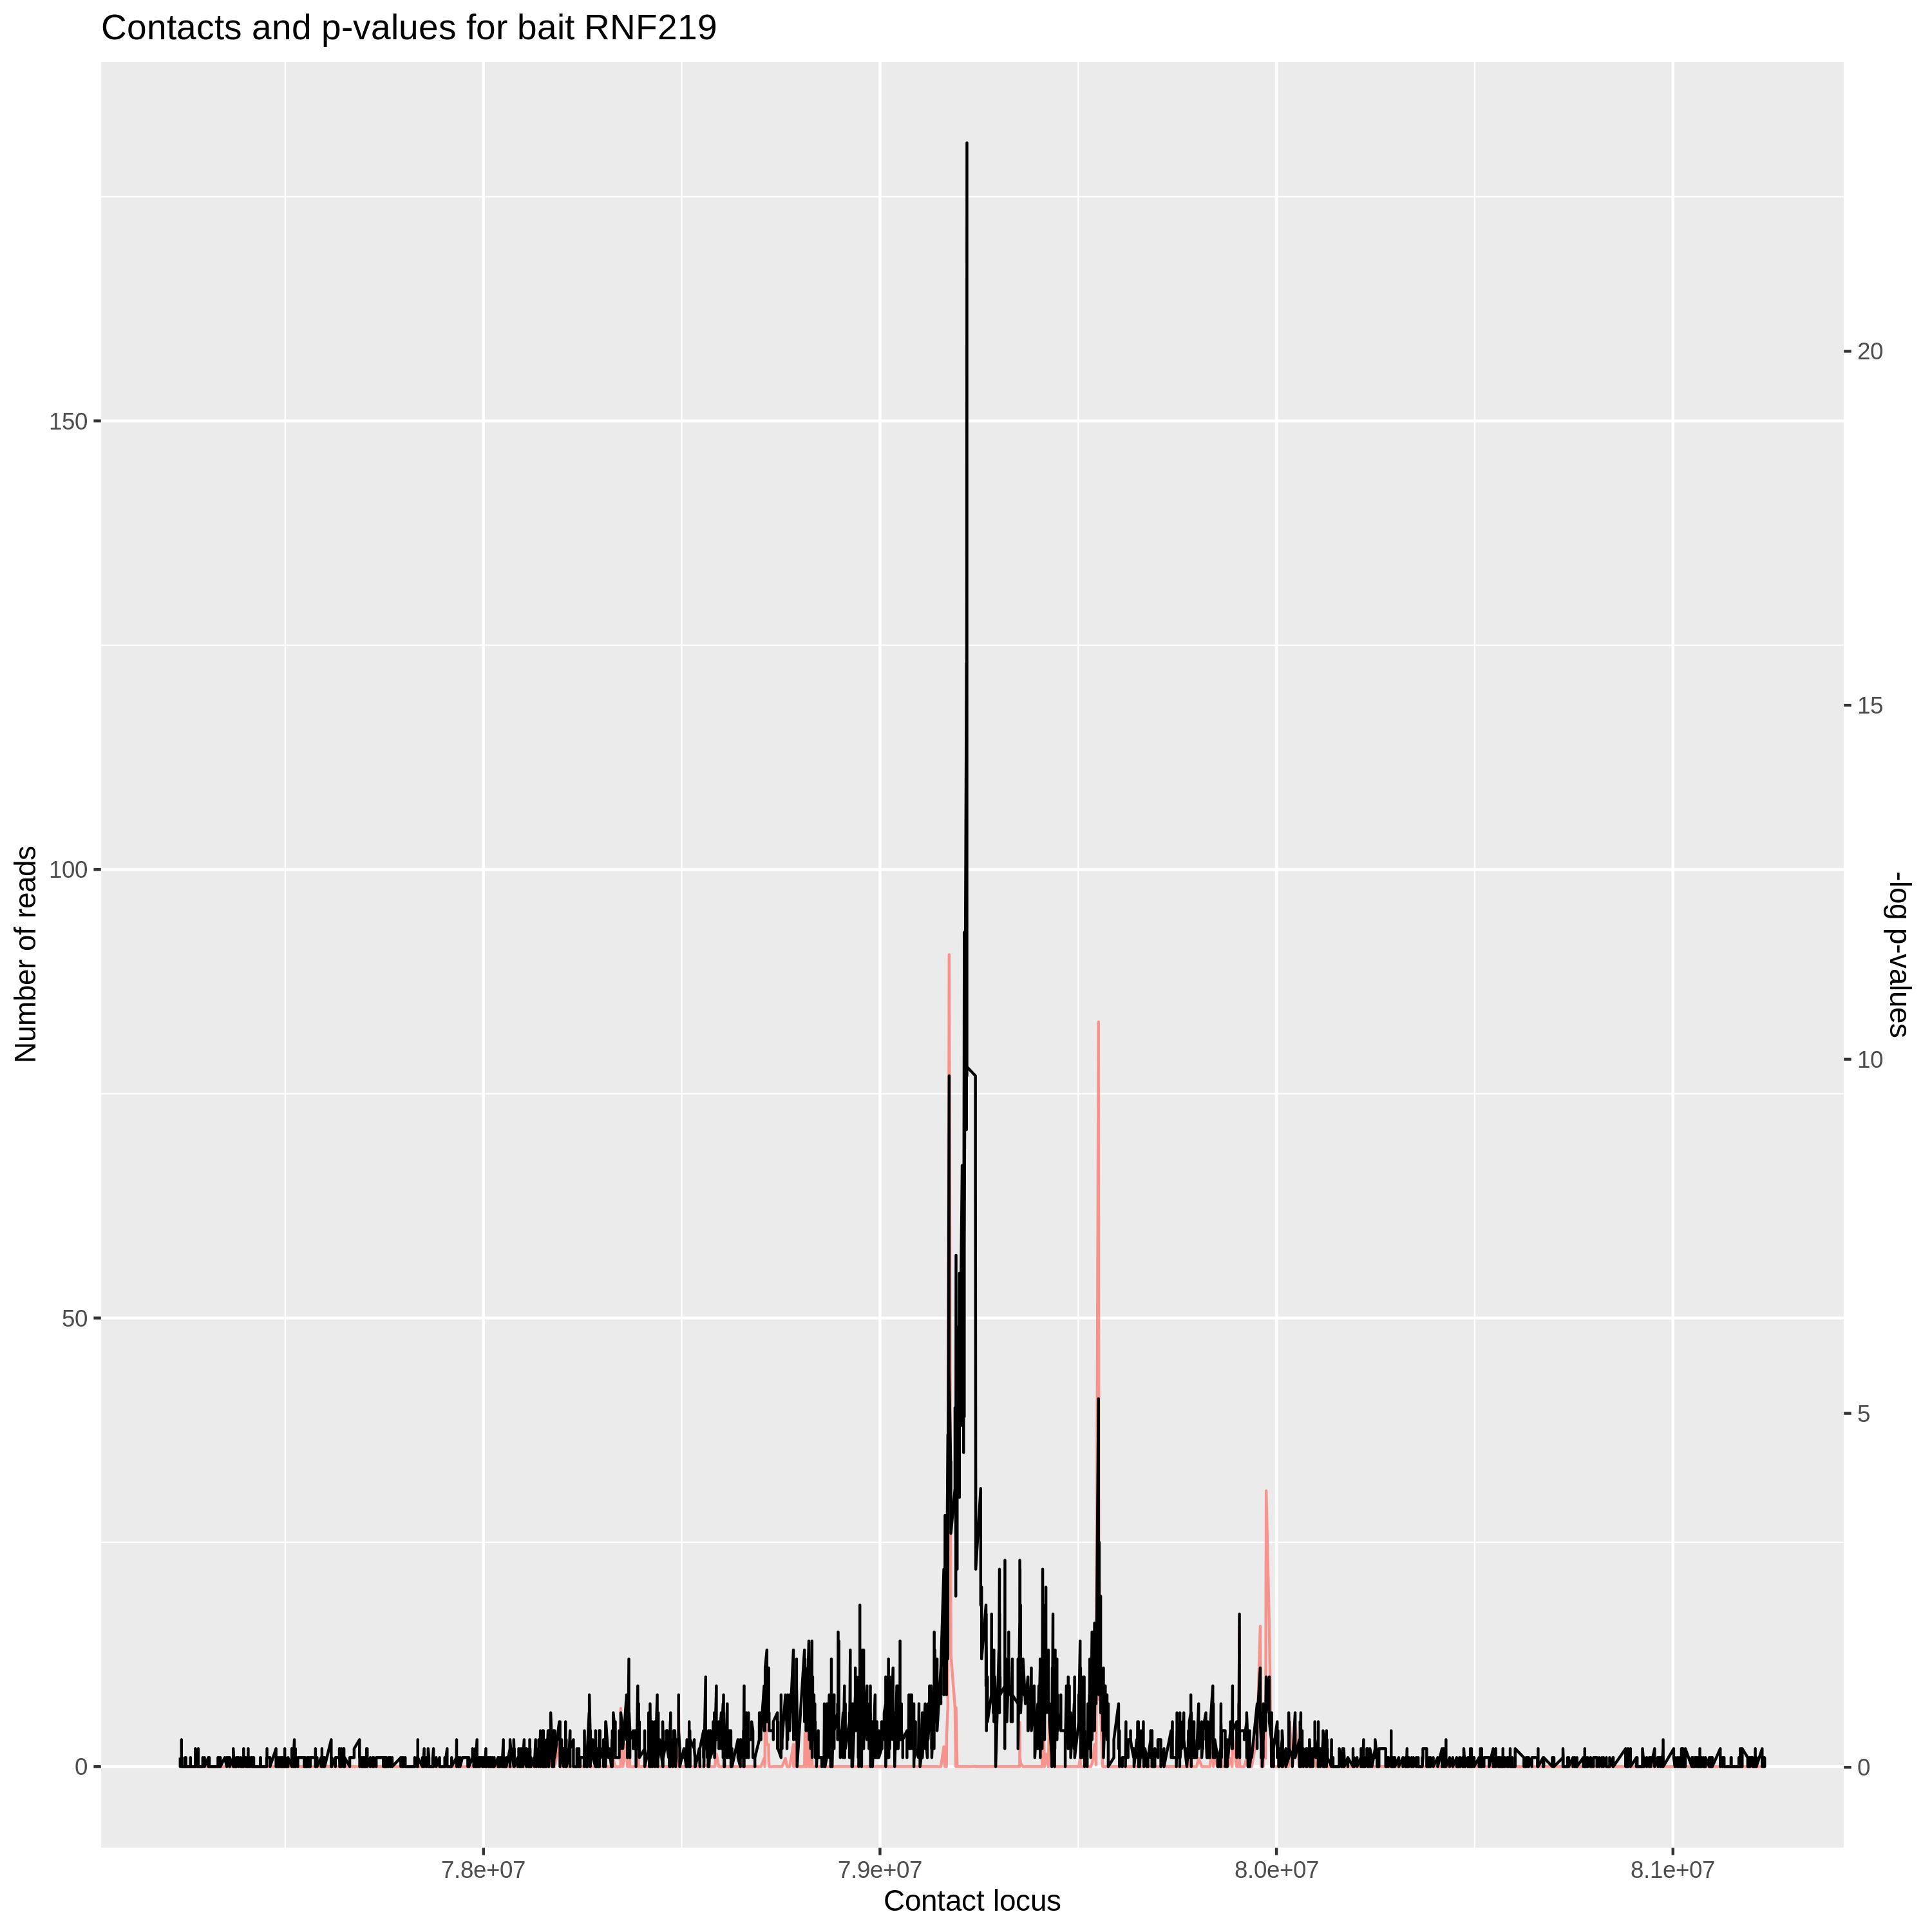 Contacts and p-values for bait RNF219
Number of reads
150
100
50
0
20
15
10
5
0
-log p-values
7.8e+07 7.9e+07 8.0e+07 8.1e+07
Contact locus